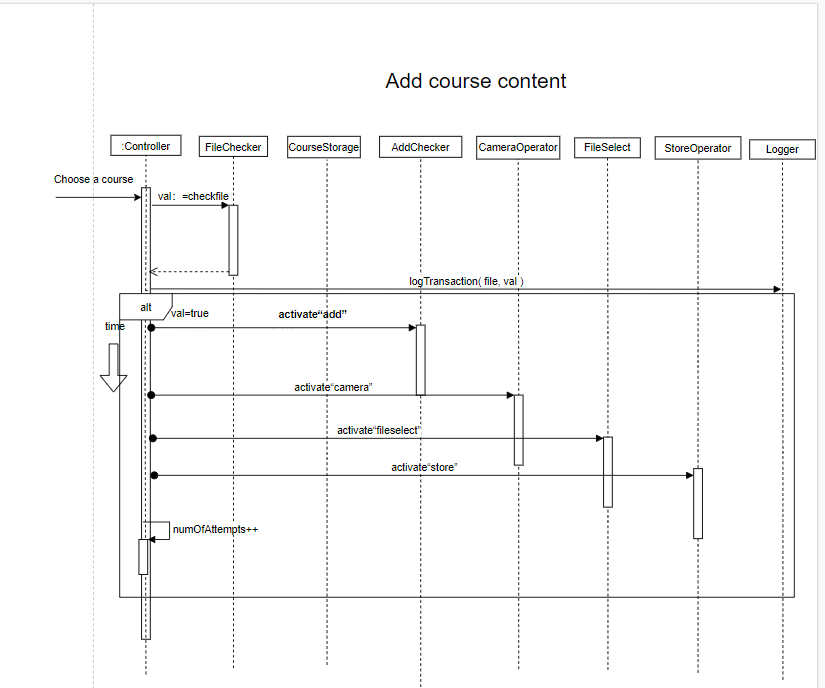 Add course content
:Controller
FileChecker
CourseStorage
AddChecker
CameraOperator
FileSelect
StoreOperator
Logger
Choose a course
val: =checkfile
logTransaction( file, val )
alt
val=true
activate“add”
time
activate“camera”
activate“fileselect”
activate“store”
numOfAttempts++